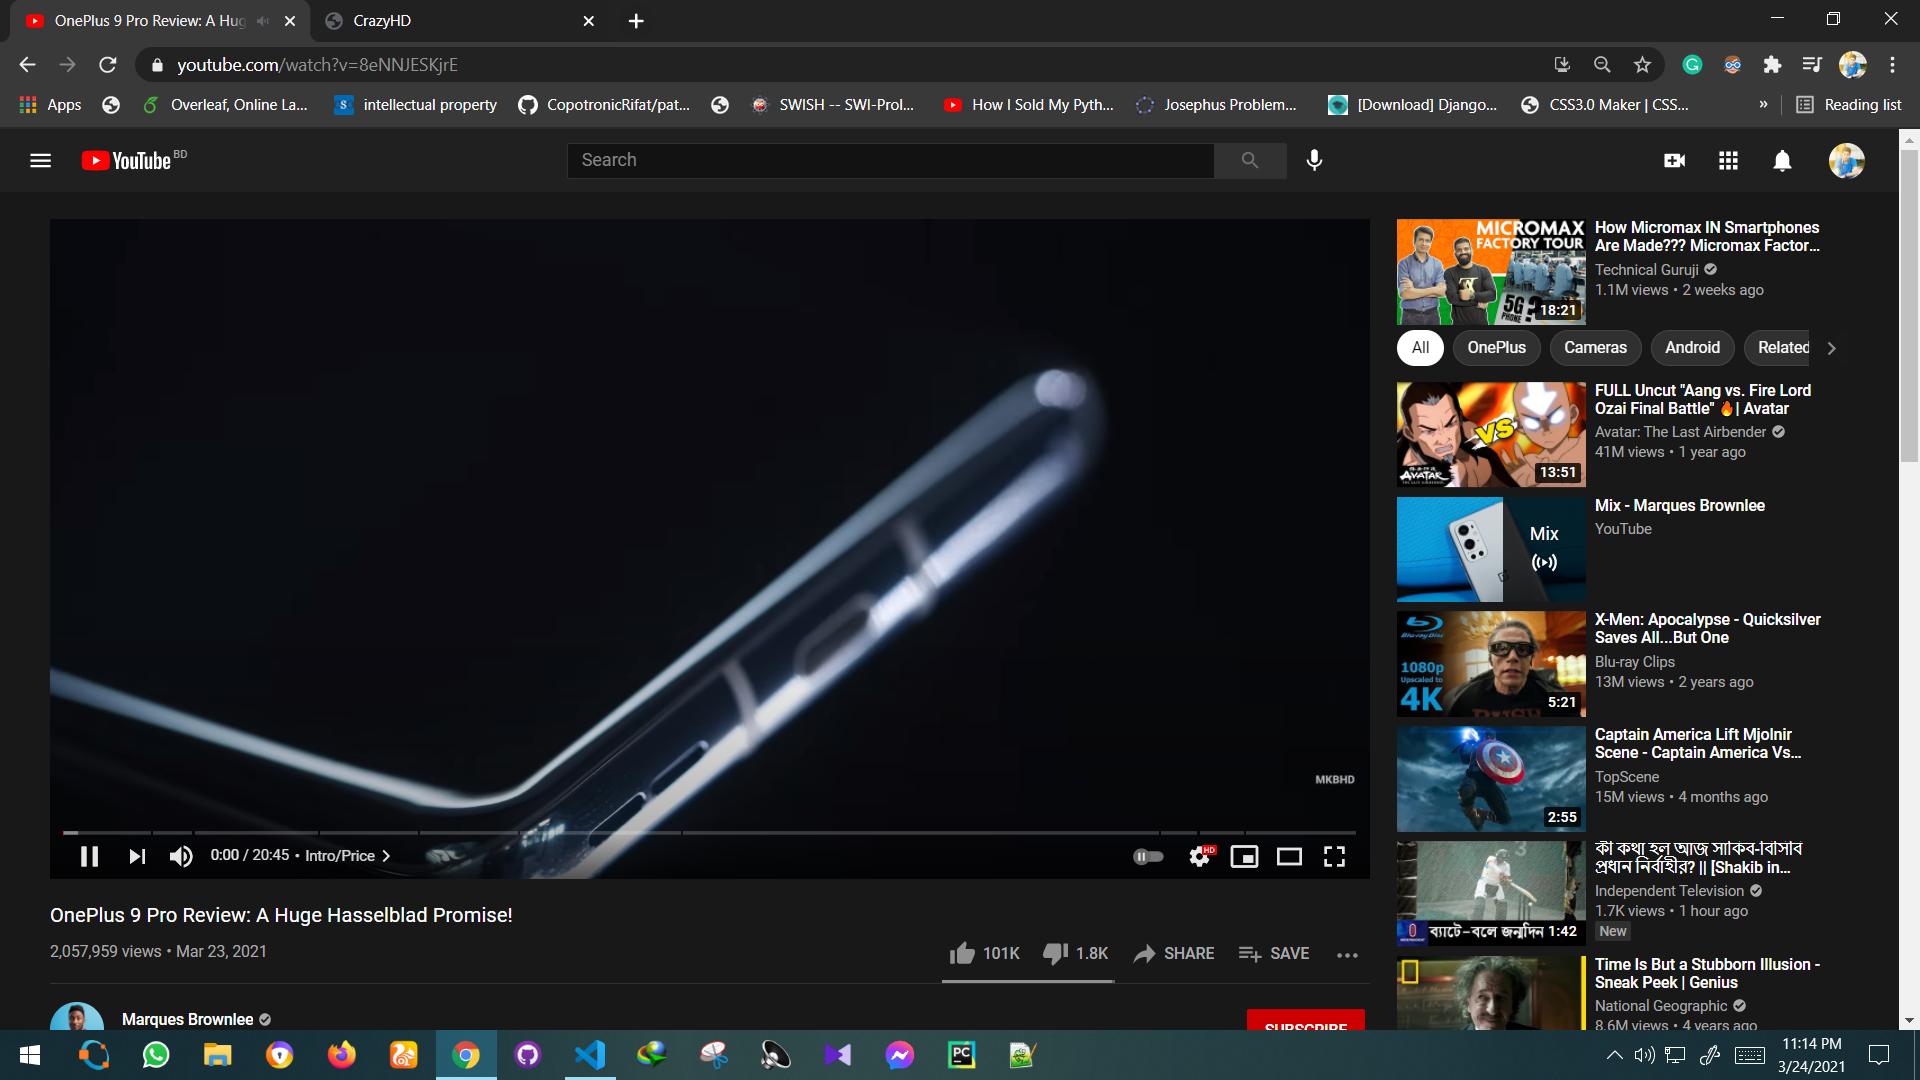 OnePlus 9 Pro Review: A Hug
CrazyHD
youtube.com/watch?v=8eNNJESKjrE
Apps
Overleaf, Online La...
intellectual property
CopotronicRifat/pat...
SWISH -- SWI-Prol...
How I Sold My Pyth...
Josephus Problem...
[Download] Django...
CSS3.0 Maker | CSS...
»
Reading list
YouTube BD
Search
MKBHD
0:00 / 20:45 • Intro/Price
HD
OnePlus 9 Pro Review: A Huge Hasselblad Promise!
2,057,959 views • Mar 23, 2021
101K
1.8K
SHARE
SAVE
Marques Brownlee
SUBSCRIBE
MICROMAX
FACTORY TOUR
5G ?
PHONE
18:21
How Micromax IN Smartphones
Are Made??? Micromax Factor...
Technical Guruji
1.1M views • 2 weeks ago
All
OnePlus
Cameras
Android
Related
VS
AVATAR
13:51
FULL Uncut "Aang vs. Fire Lord
Ozai Final Battle" 🔥| Avatar
Avatar: The Last Airbender
41M views • 1 year ago
Mix
Mix - Marques Brownlee
YouTube
Blu-ray Disc
1080p
Upscaled to
4K
5:21
X-Men: Apocalypse - Quicksilver
Saves All...But One
Blu-ray Clips
13M views • 2 years ago
2:55
Captain America Lift Mjolnir
Scene - Captain America Vs...
TopScene
15M views • 4 months ago
3
INDEPENDENT
ব্যাটে-বলে জন্মদিন
1:42
কী কথা হল আজ সাকিব-বিসিবি
প্রধান নির্বাহীর? || [Shakib in...
Independent Television
1.7K views • 1 hour ago
New
Time Is But a Stubborn Illusion -
Sneak Peek | Genius
National Geographic
8.6M views • 4 years ago
PC
11:14 PM
3/24/2021